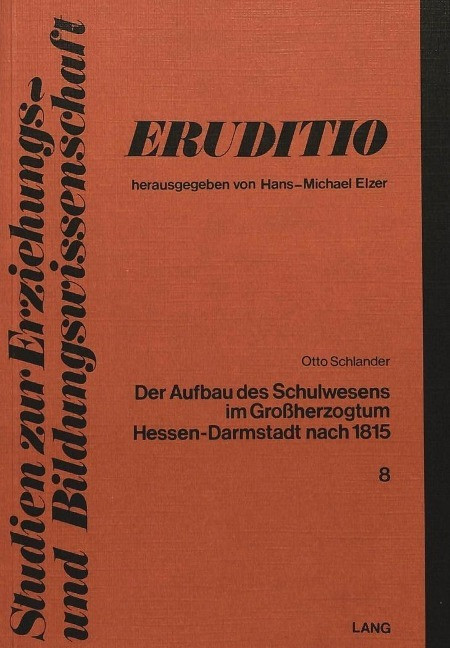 Studien zur Erziehungs-
und Bildungswissenschaft
ERUDITIO
herausgegeben von Hans-Michael Elzer
Otto Schlander
Der Aufbau des Schulwesens
im Großherzogtum
Hessen-Darmstadt nach 1815
8
LANG